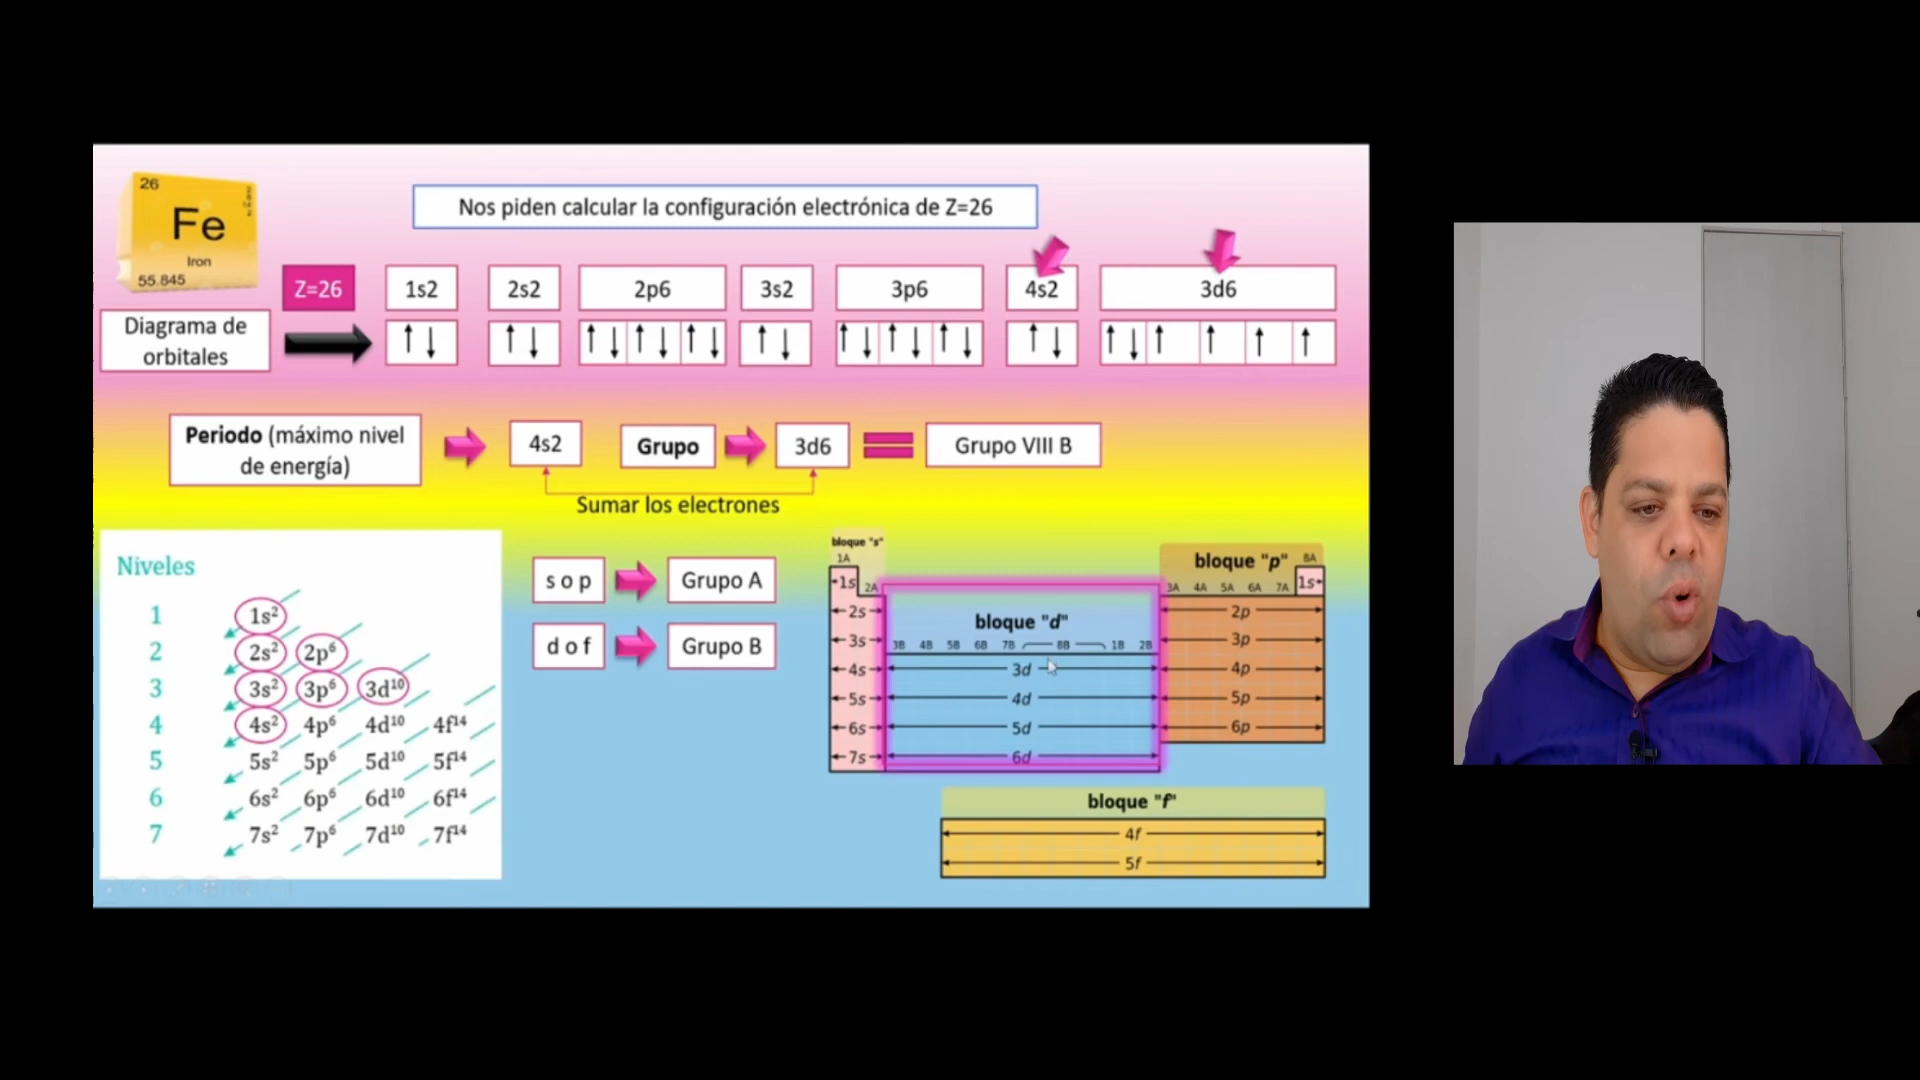 26
Fe
Iron
55.845
Nos piden calcular la configuración electrónica de Z=26
Z=26 1s2 2s2 2p6 3s2 3p6 4s2 3d6
Diagrama de
orbitales
Periodo (máximo nivel
de energía)
4s2
Grupo
3d6
Grupo VIII B
Sumar los electrones
Niveles
1 1s²
2 2s² 2p⁶
3 3s² 3p⁶ 3d¹⁰
4 4s² 4p⁶ 4d¹⁰ 4f¹⁴
5 5s² 5p⁶ 5d¹⁰ 5f¹⁴
6 6s² 6p⁶ 6d¹⁰ 6f¹⁴
7 7s² 7p⁶ 7d¹⁰ 7f¹⁴
s o p
Grupo A
d o f
Grupo B
bloque "s"
1A
1s
2A
2s
3s
4s
5s
6s
7s
bloque "d"
3B 4B 5B 6B 7B 8B 1B 2B
3d
4d
5d
6d
bloque "p" 8A
3A 4A 5A 6A 7A 1s
2p
3p
4p
5p
6p
bloque "f"
4f
5f